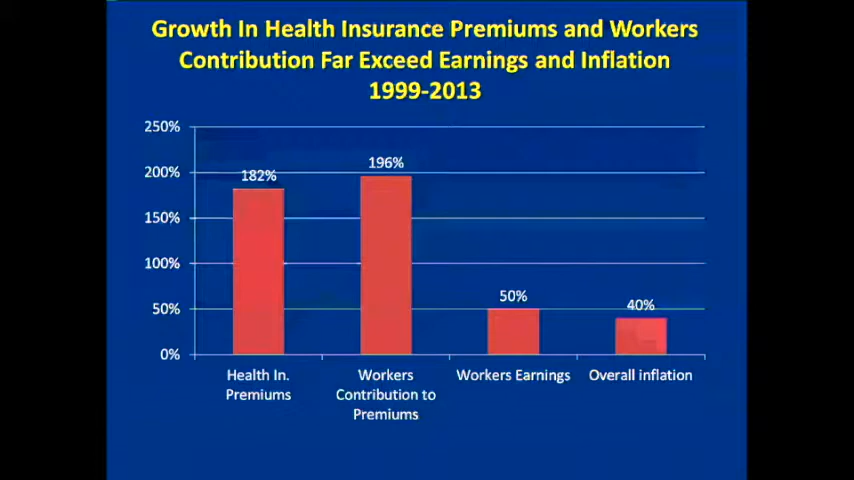 Growth In Health Insurance Premiums and Workers
Contribution Far Exceed Earnings and Inflation
1999-2013
250%
200%
150%
100%
50%
0%
182%
196%
50%
40%
Health In.
Premiums
Workers
Contribution to
Premiums
Workers Earnings
Overall inflation